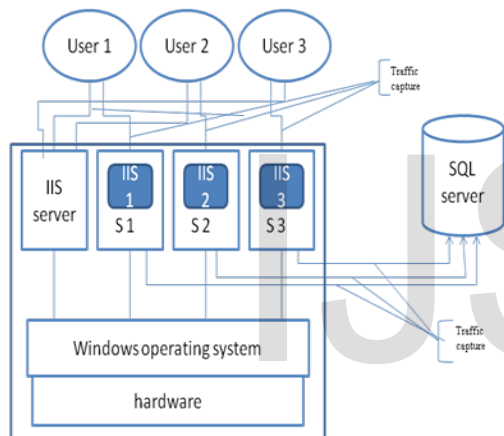 User 1
User 2
User 3
Traffic
capture
IIS
server
IIS
1
S 1
IIS
2
S 2
IIS
3
S 3
SQL
server
Windows operating system
hardware
Traffic
capture
IJS